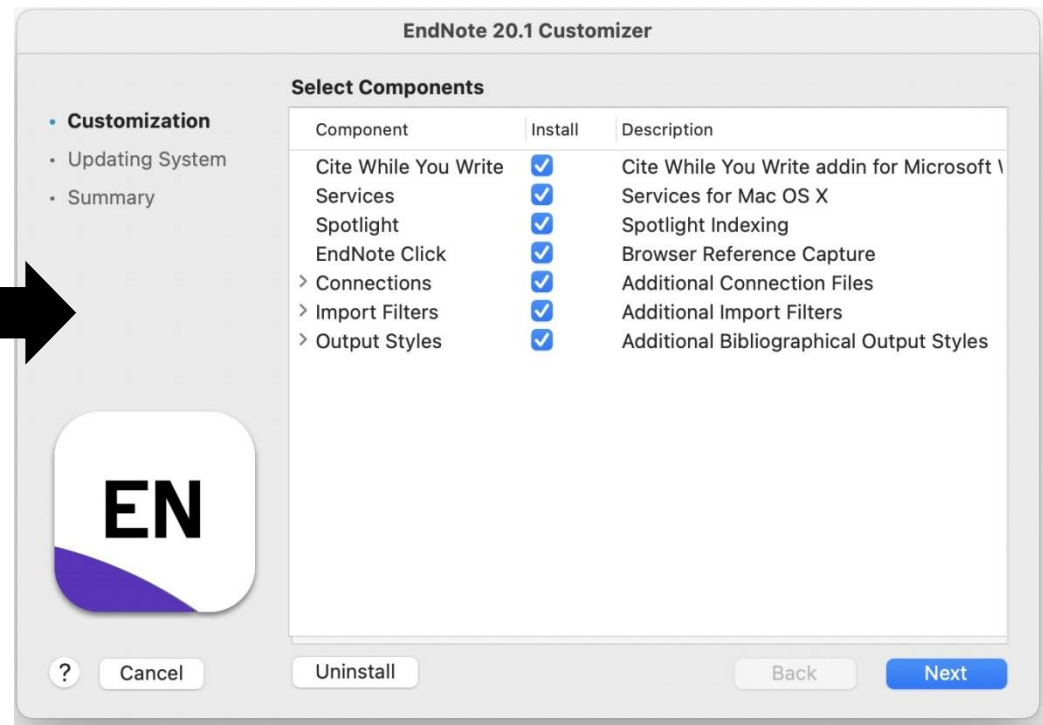 EndNote 20.1 Customizer
Select Components
• Customization
• Updating System
• Summary
Component Install Description
Cite While You Write Cite While You Write addin for Microsoft
Services Services for Mac OS X
Spotlight Spotlight Indexing
EndNote Click Browser Reference Capture
Connections Additional Connection Files
Import Filters Additional Import Filters
Output Styles Additional Bibliographical Output Styles
EN
? Cancel Uninstall Back Next